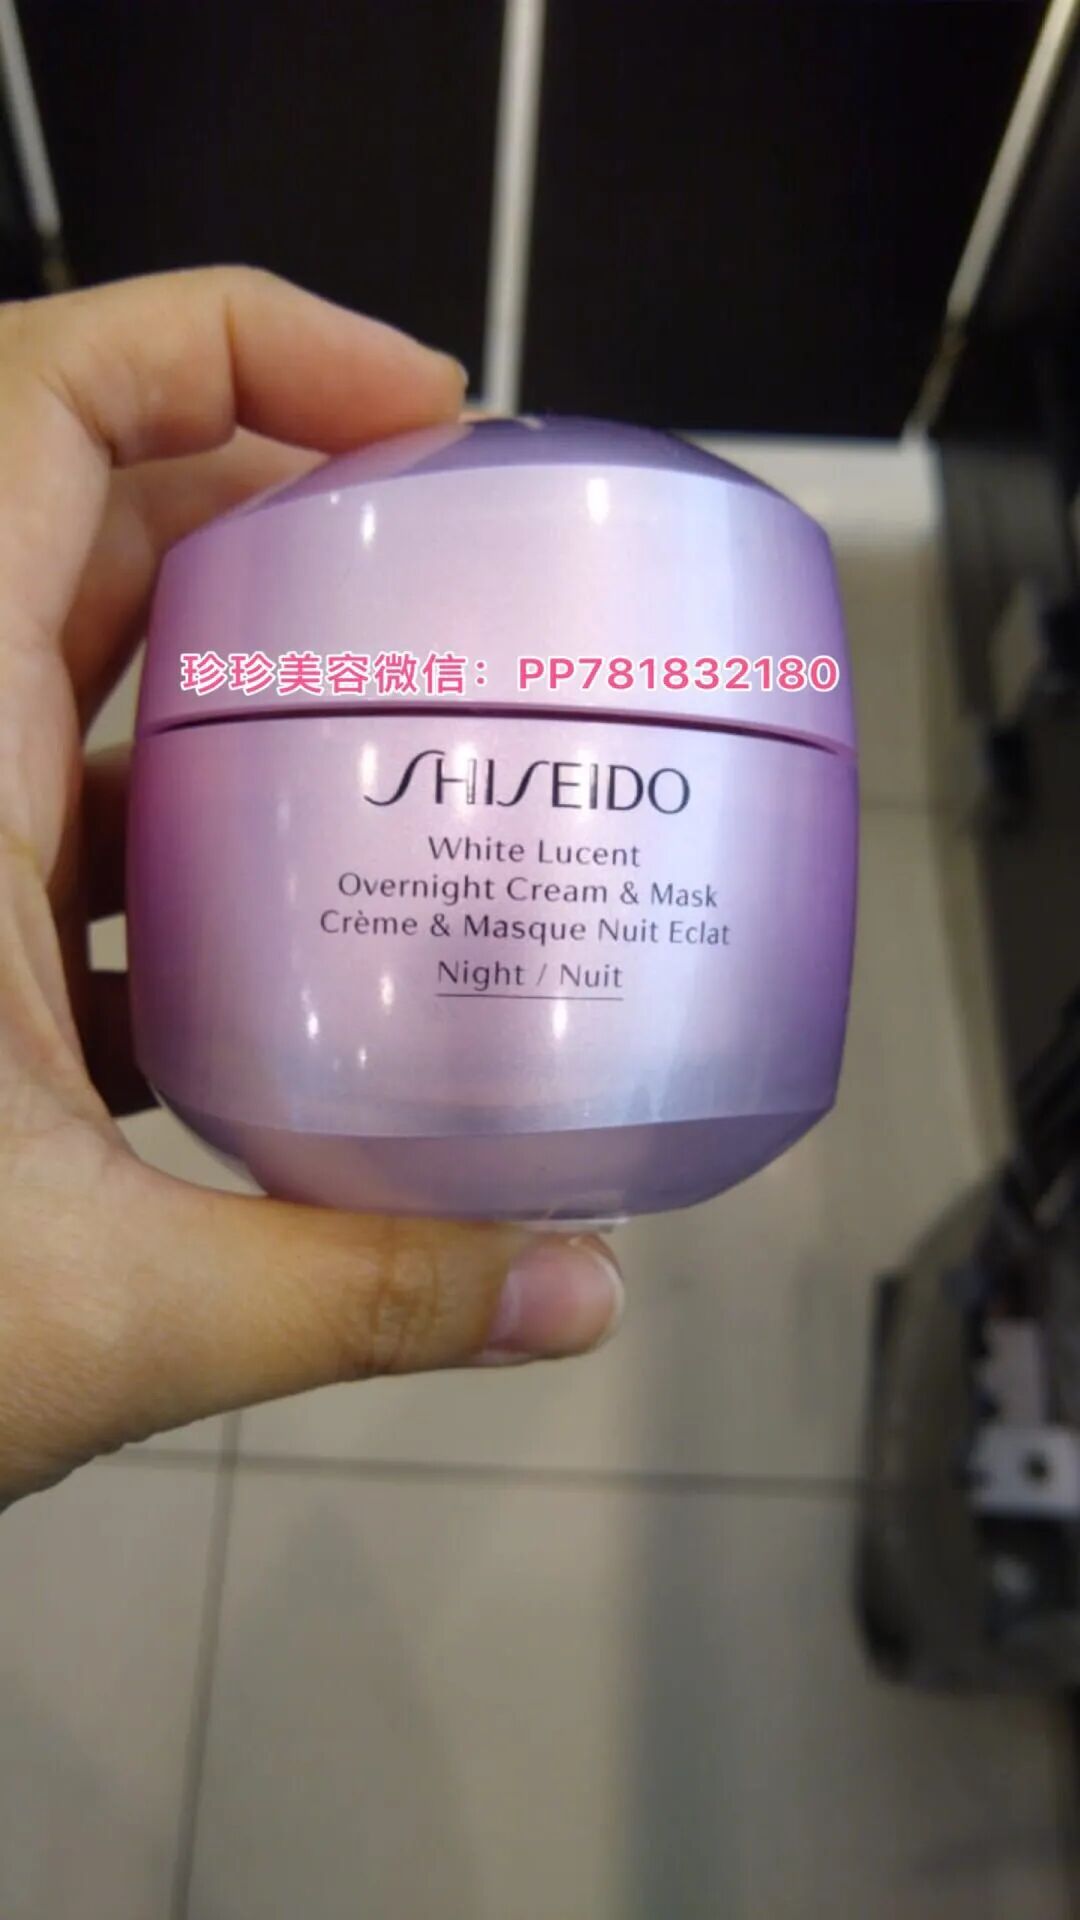 珍珍美容微信：PP781832180
SHISEIDO
White Lucent
Overnight Cream & Mask
Crème & Masque Nuit Eclat
Night / Nuit